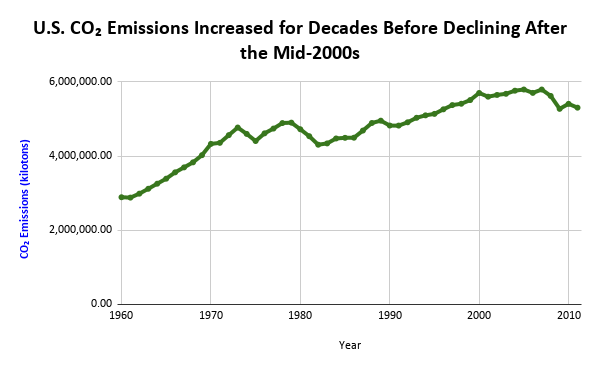 U.S. CO₂ Emissions Increased for Decades Before Declining After
the Mid-2000s
6,000,000.00
4,000,000.00
2,000,000.00
0.00
CO₂ Emissions (kilotons)
1960 1970 1980 1990 2000 2010
Year